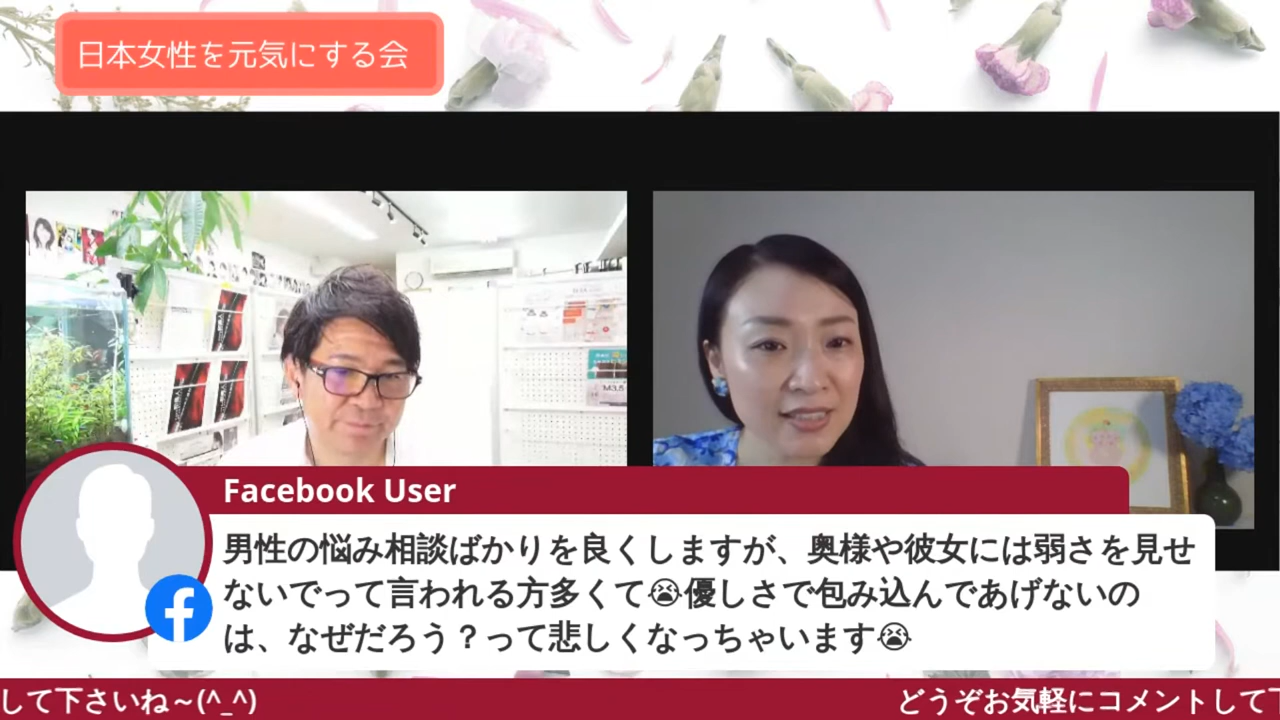 日本女性を元気にする会
Facebook User
男性の悩み相談ばかりを良くしますが、奥様や彼女には弱さを見せ
ないでって言われる方多くて😭優しさで包み込んであげないの
は、なぜだろう？って悲しくなっちゃいます😭
して下さいね～(^_^)
どうぞお気軽にコメントして